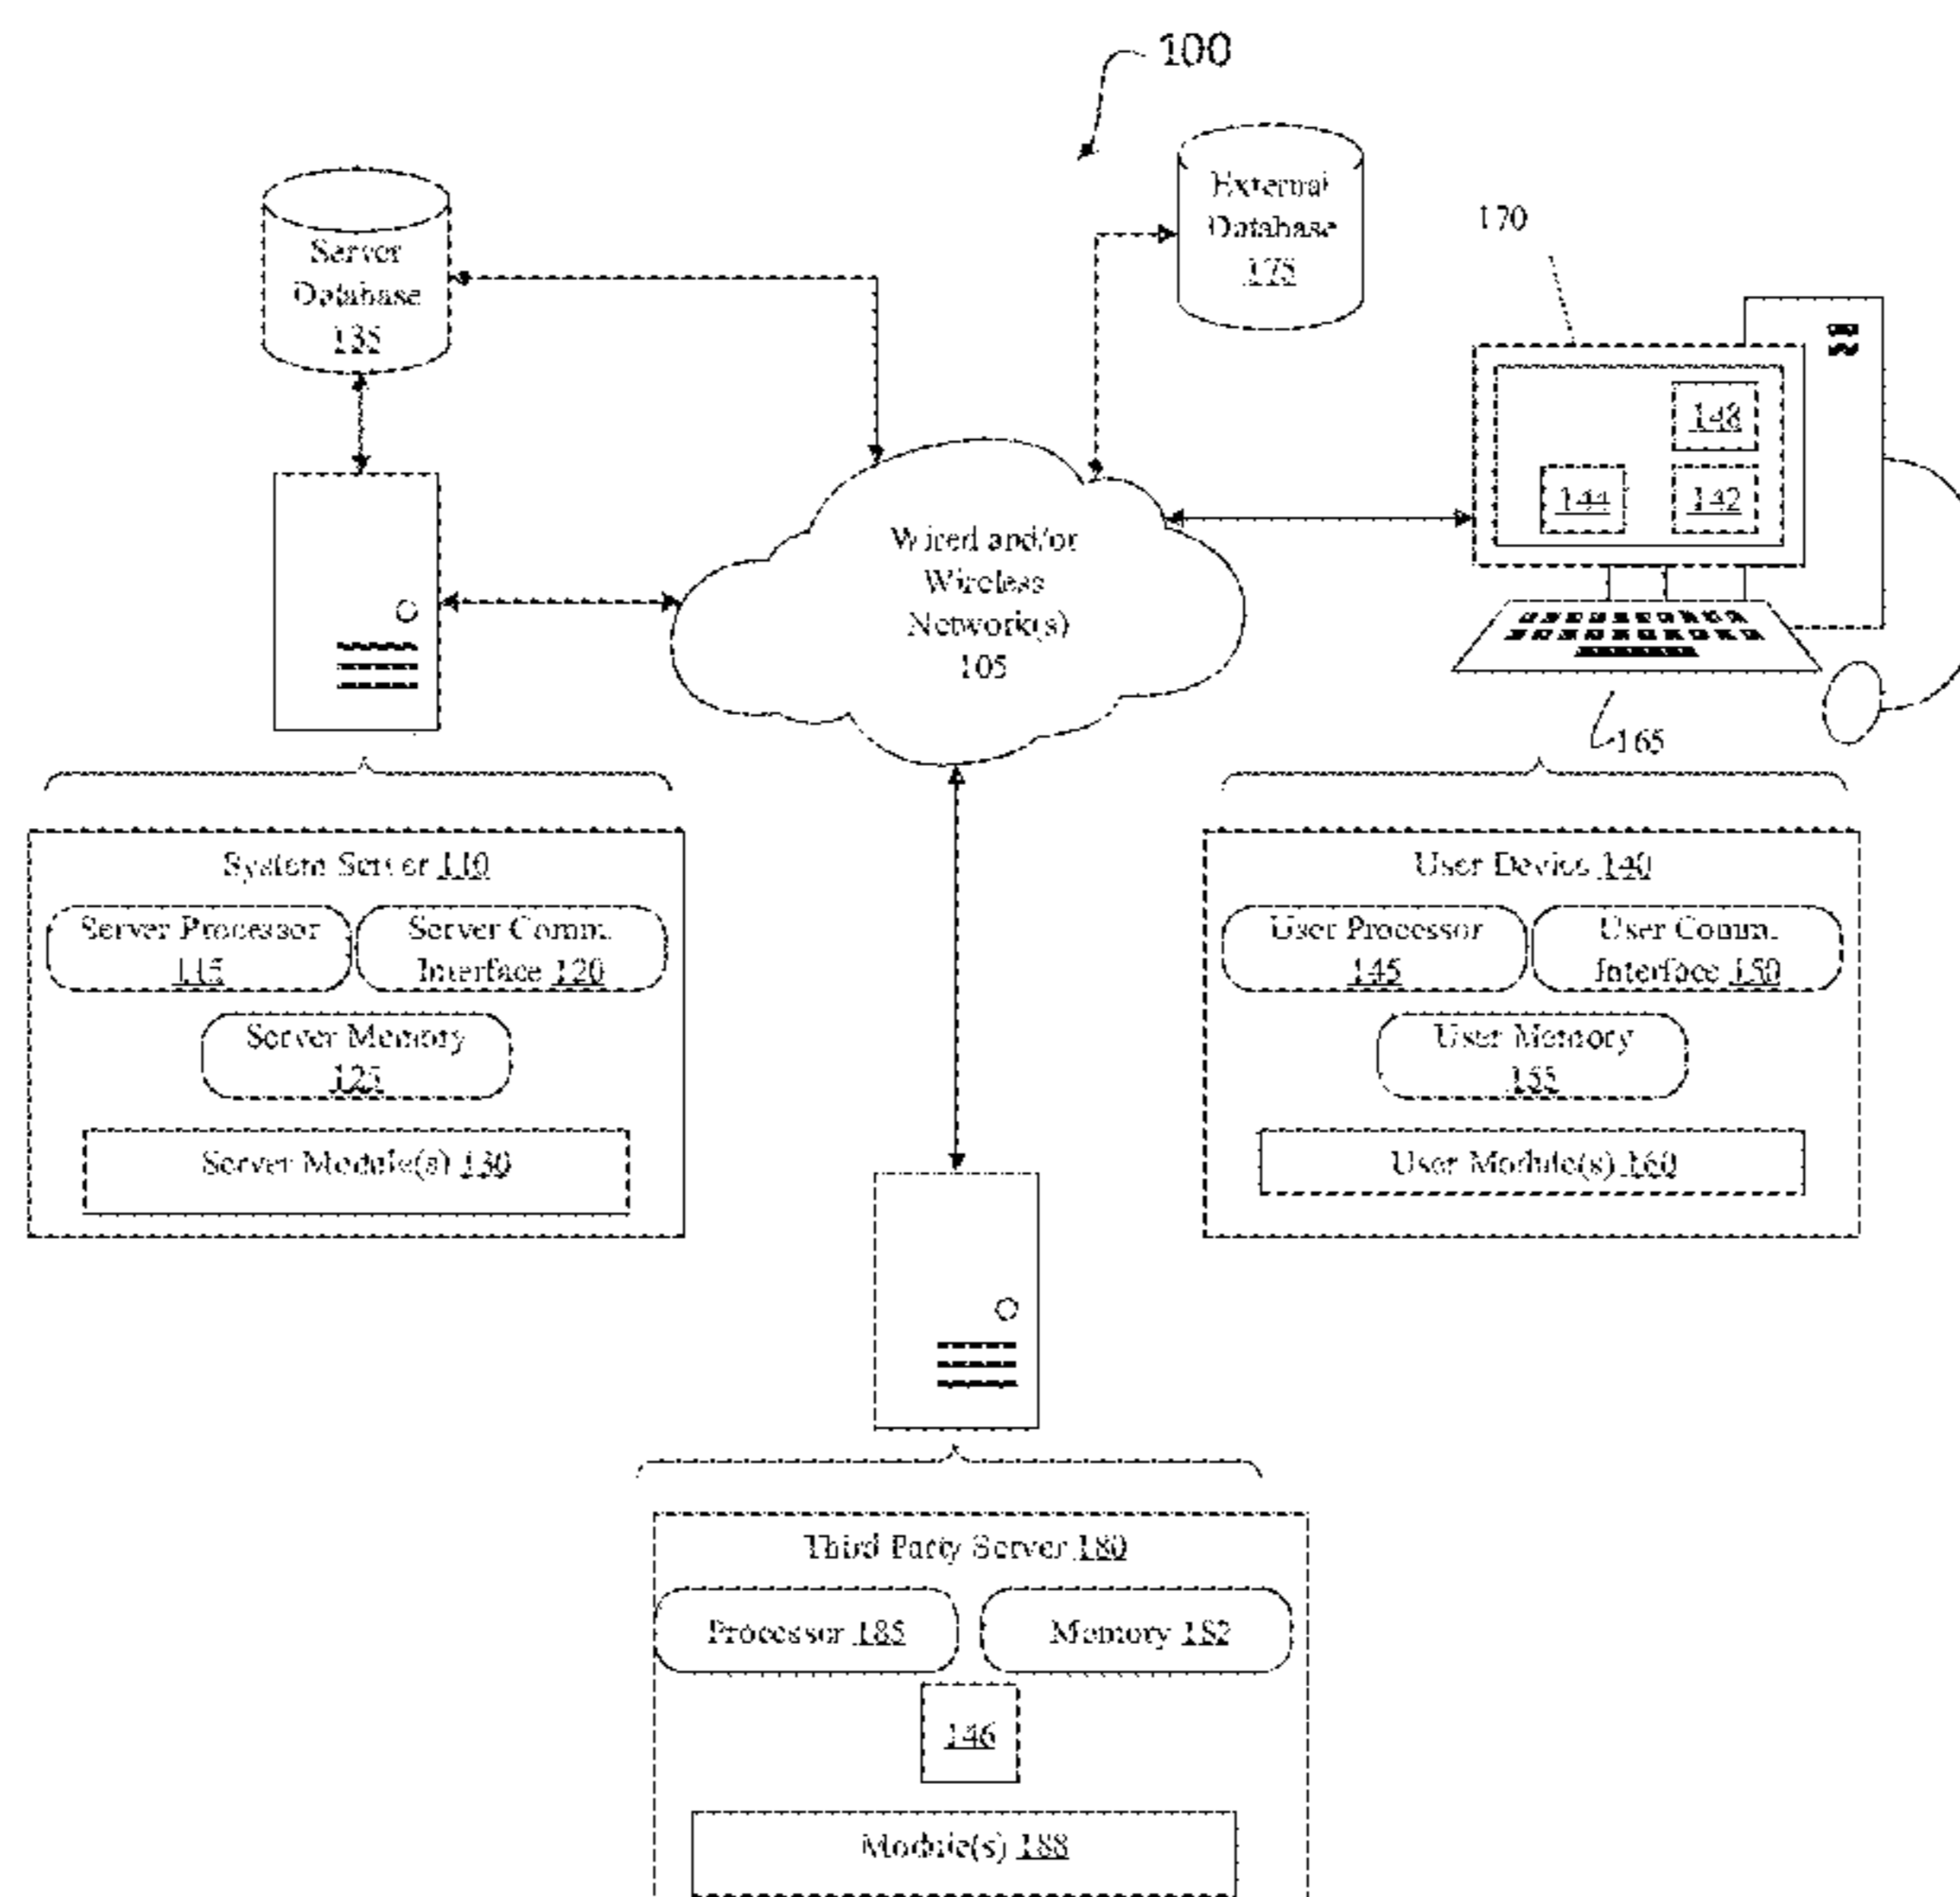 100
External
Database
175
170
Server
Database
135
148
144
142
Wired and/or
Wireless
Network(s)
105
165
System Server 110
Server Processor
115
Server Comm.
Interface 120
Server Memory
125
Server Module(s) 130
User Device 140
User Processor
145
User Comm.
Interface 150
User Memory
155
User Module(s) 160
Third Party Server 180
Processor 185
Memory 182
146
Module(s) 188